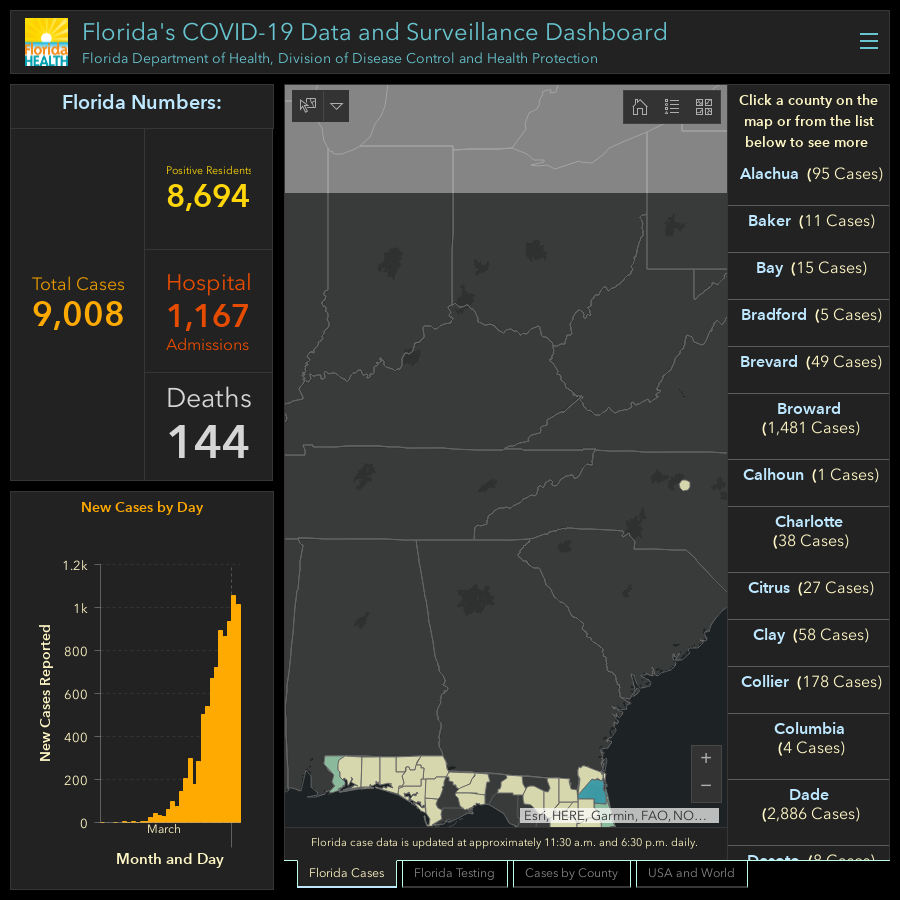 Florida
HEALTH
Florida's COVID-19 Data and Surveillance Dashboard
Florida Department of Health, Division of Disease Control and Health Protection
Florida Numbers:
Total Cases
9,008
Positive Residents
8,694
Hospital
1,167
Admissions
Deaths
144
New Cases by Day
New Cases Reported
1.2k
1k
800
600
400
200
0
March
Month and Day
+
−
Esri, HERE, Garmin, FAO, NO...
Florida case data is updated at approximately 11:30 a.m. and 6:30 p.m. daily.
Florida Cases
Florida Testing
Cases by County
USA and World
Click a county on the
map or from the list
below to see more
Alachua (95 Cases)
Baker (11 Cases)
Bay (15 Cases)
Bradford (5 Cases)
Brevard (49 Cases)
Broward
(1,481 Cases)
Calhoun (1 Cases)
Charlotte
(38 Cases)
Citrus (27 Cases)
Clay (58 Cases)
Collier (178 Cases)
Columbia
(4 Cases)
Dade
(2,886 Cases)
Desoto (8 Cases)